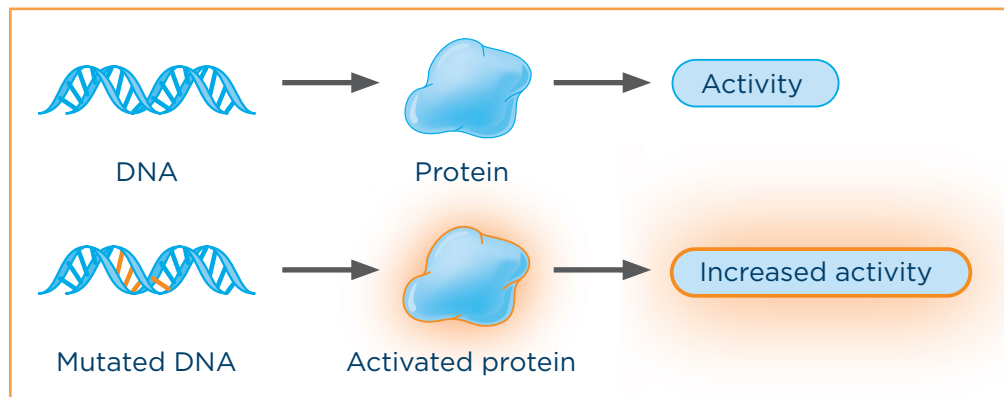 Activity
DNA
Protein
Increased activity
Mutated DNA
Activated protein